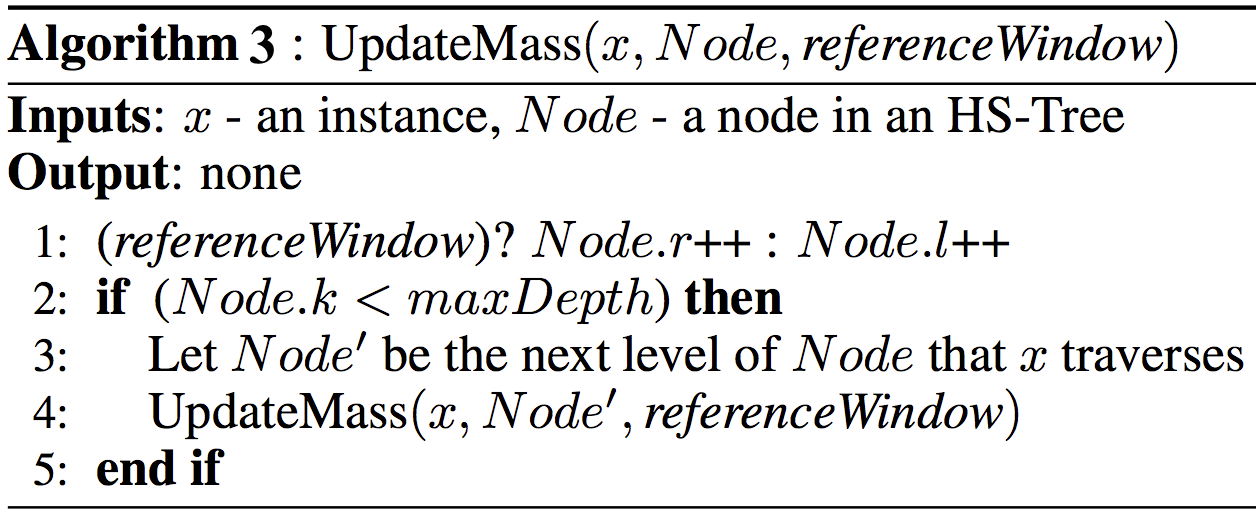 Algorithm 3 : UpdateMass(x, Node, referenceWindow)
Inputs: x - an instance, Node - a node in an HS-Tree
Output: none
1: (referenceWindow)? Node.r++ : Node.l++
2: if (Node.k < maxDepth) then
3: Let Node′ be the next level of Node that x traverses
4: UpdateMass(x, Node′, referenceWindow)
5: end if